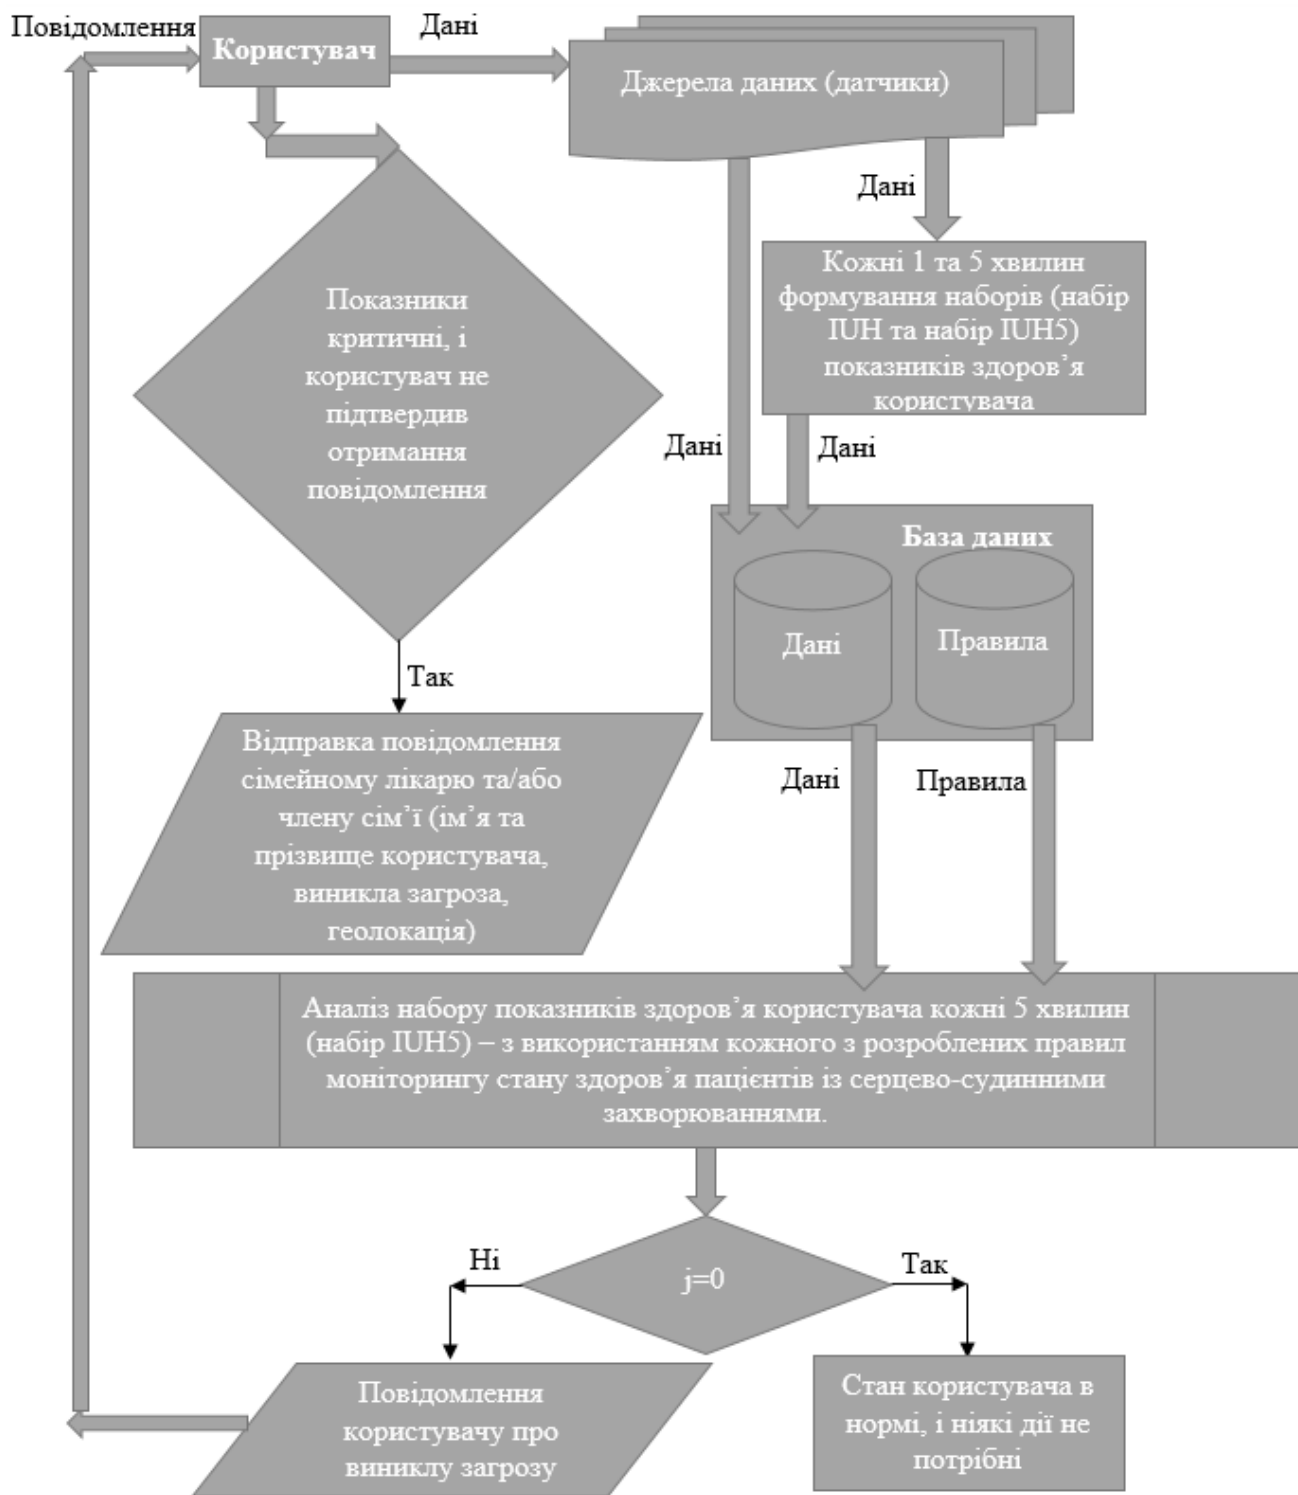 Повідомлення
Користувач
Дані
Джерела даних (датчики)
Дані
Кожні 1 та 5 хвилин
формування наборів (набір
IUH та набір IUH5)
показників здоров’я
користувача
Показники
критичні, і
користувач не
підтвердив
отримання
повідомлення
Дані
Дані
База даних
Дані
Правила
Так
Відправка повідомлення
сімейному лікарю та/або
члену сім’ї (ім’я та
прізвище користувача,
виникла загроза,
геолокація)
Дані
Правила
Аналіз набору показників здоров’я користувача кожні 5 хвилин
(набір IUH5) – з використанням кожного з розроблених правил
моніторингу стану здоров’я пацієнтів із серцево-судинними
захворюваннями.
Ні
j=0
Так
Повідомлення
користувачу про
виниклу загрозу
Стан користувача в
нормі, і ніякі дії не
потрібні